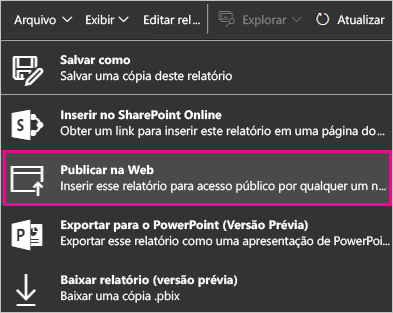 Arquivo Exibir Editar rel... Explorar Atualizar
Salvar como
Salvar uma cópia deste relatório
Inserir no SharePoint Online
Obter um link para inserir este relatório em uma página do...
Publicar na Web
Inserir esse relatório para acesso público por qualquer um n...
Exportar para o PowerPoint (Versão Prévia)
Exportar esse relatório como uma apresentação de PowerPoi...
Baixar relatório (versão prévia)
Baixar uma cópia .pbix